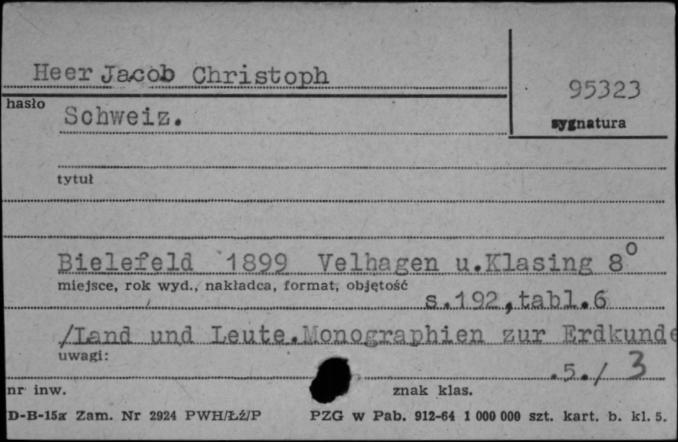 Heer Jacob Christoph
95323
hasło
Schweiz.
sygnatura
tytuł
Bielefeld 1899 Velhagen u.Klasing 8°
miejsce, rok wyd., nakładca, format, objętość
s.192,tabl.6
/Land und Leute.Monographien zur Erdkunde
uwagi:
.5./ 3
nr inw.
znak klas.
D-B-15a Zam. Nr 2924 PWH/Łź/P PZG w Pab. 912-64 1 000 000 szt. kart. b. kl. 5.